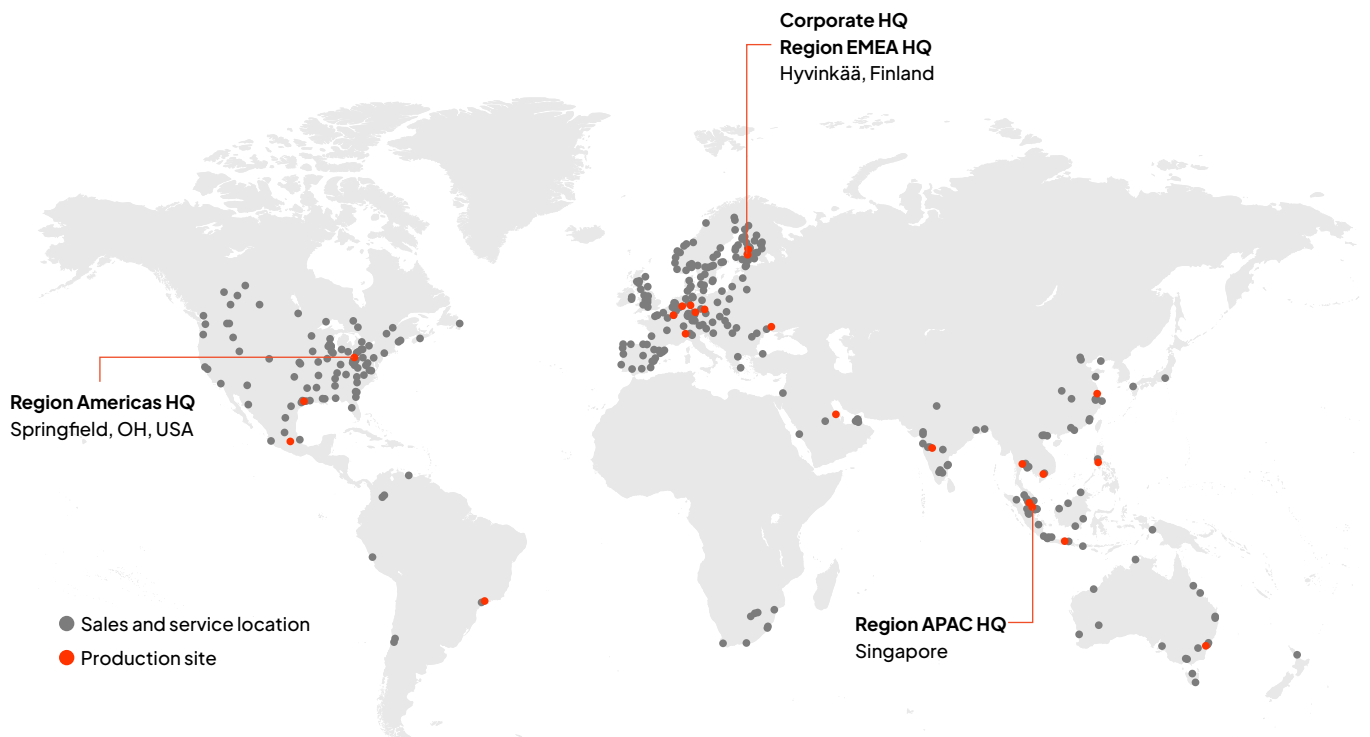 Corporate HQ
Region EMEA HQ
Hyvinkää, Finland
Region Americas HQ
Springfield, OH, USA
Sales and service location
Production site
Region APAC HQ
Singapore